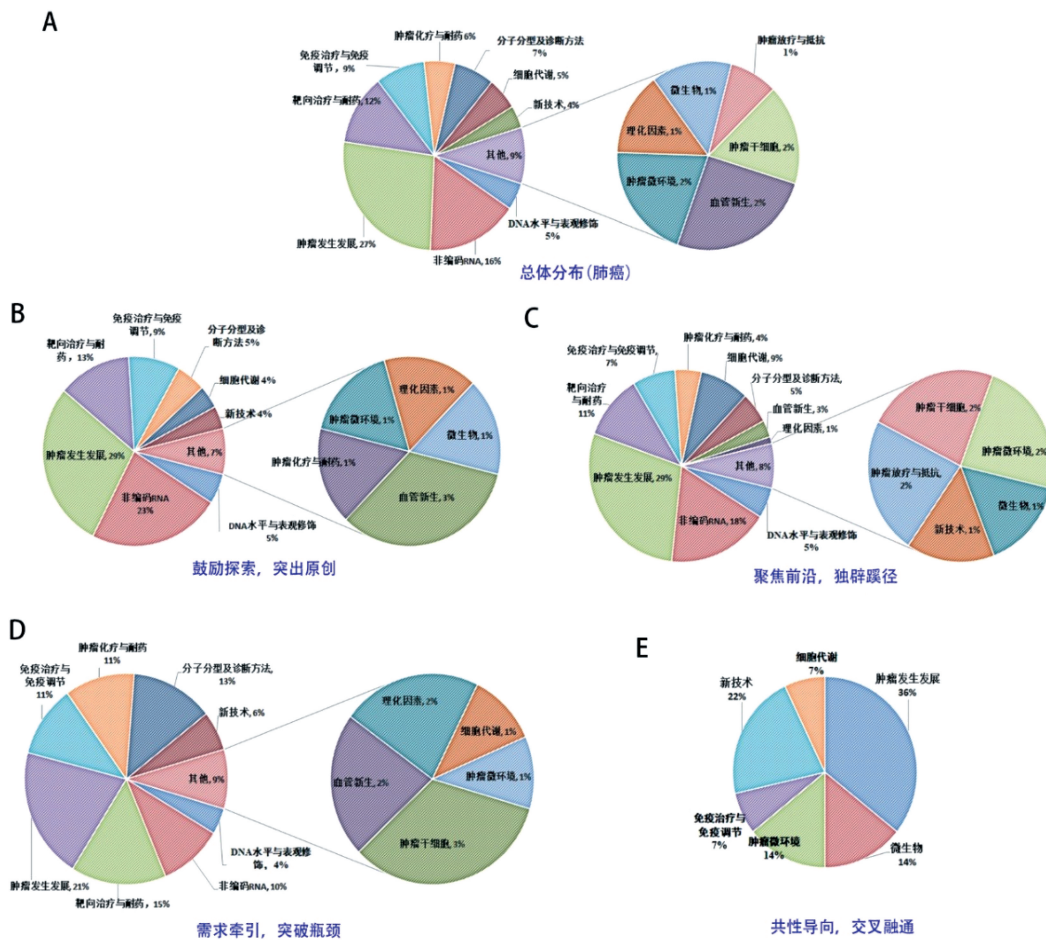 A
肿瘤化疗与耐药6%
分子分型及诊断方法
7%
免疫治疗与免疫
调节，9%
细胞代谢,5%
靶向治疗与耐药,12%
新技术,4%
其他,9%
DNA水平与表观修饰
5%
肿瘤发生发展,27%
非编码RNA,16%
肿瘤放疗与抵抗
1%
微生物,1%
理化因素,1%
肿瘤干细胞,2%
肿瘤微环境,2%
血管新生,2%
总体分布(肺癌)
B
免疫治疗与免疫
调节,9%
分子分型及诊
断方法5%
靶向治疗与耐
药，13%
细胞代谢4%
新技术4%
肿瘤发生发展,29%
其他,7%
非编码RNA
23%
DNA水平与表观修饰
5%
理化因素,1%
肿瘤微环境,1%
微生物,1%
肿瘤化疗与耐药,1%
血管新生,3%
鼓励探索，突出原创
C
肿瘤化疗与耐药,4%
免疫治疗与免疫调节,
7%
细胞代谢,9%
分子分型及诊断方法,
5%
靶向治疗
与耐药,
11%
血管新生,3%
理化因素,1%
其他,8%
肿瘤发生发展,29%
非编码RNA,18%
DNA水平与表观修饰
5%
肿瘤干细胞,2%
肿瘤微环境,2%
肿瘤放疗与抵抗,
2%
微生物,1%
新技术,1%
聚焦前沿，独辟蹊径
D
肿瘤化疗与耐药
11%
分子分型及诊断方法,
13%
免疫治疗与
免疫调节
11%
新技术,6%
其他,9%
DNA水平与表观修
饰，4%
非编码RNA,10%
肿瘤发生发展,21%
靶向治疗与耐药，15%
理化因素,2%
细胞代谢,1%
血管新生,2%
肿瘤微环境,1%
肿瘤干细胞,3%
需求牵引，突破瓶颈
E
细胞代谢
7%
肿瘤发生发展
36%
新技术
22%
免疫治疗与
免疫调节
7%
肿瘤微环境
14%
微生物
14%
共性导向，交叉融通